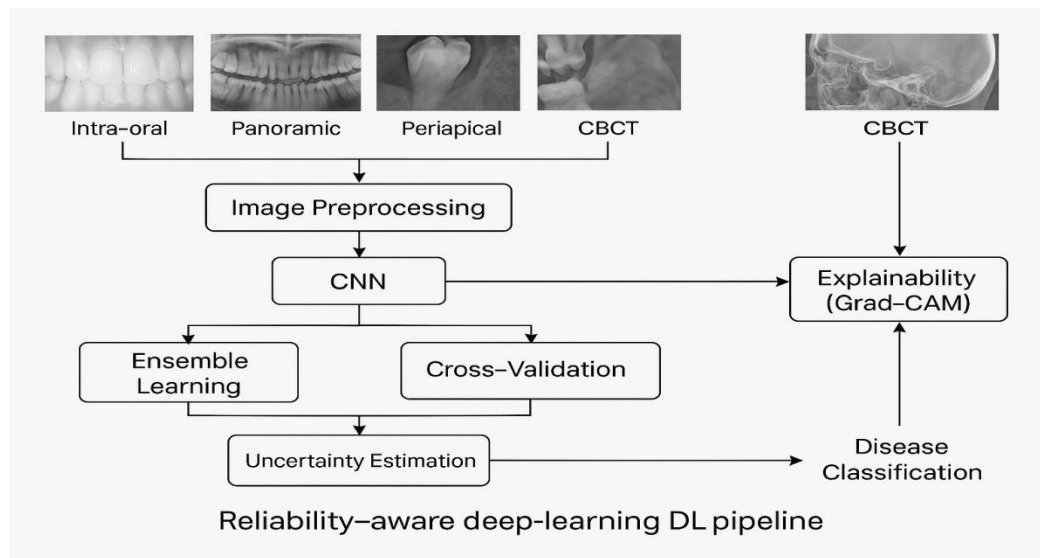 Intra-oral
Panoramic
Periapical
CBCT
CBCT
Image Preprocessing
CNN
Explainability
(Grad-CAM)
Ensemble
Learning
Cross-Validation
Uncertainty Estimation
Disease
Classification
Reliability-aware deep-learning DL pipeline